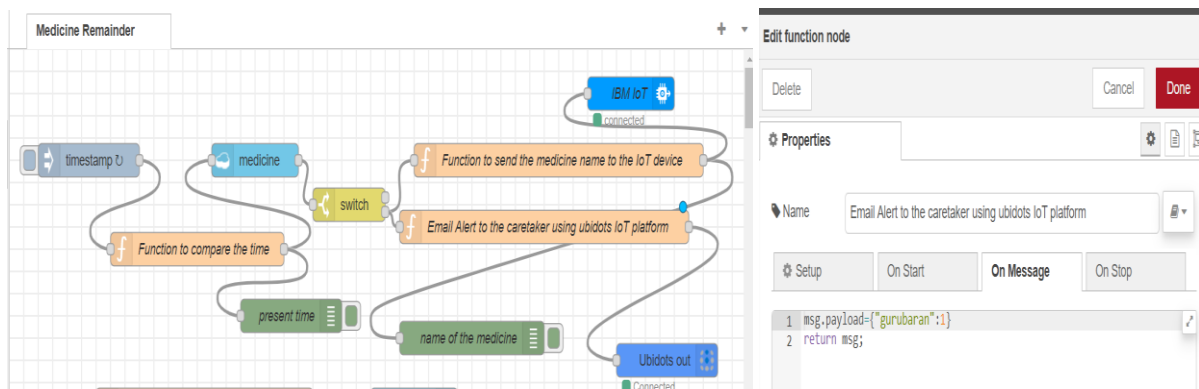 Medicine Remainder
IBM IoT
connected
timestamp ↻
medicine
Function to send the medicine name to the IoT device
switch
Email Alert to the caretaker using ubidots IoT platform
Function to compare the time
present time
name of the medicine
Ubidots out
Connected
Edit function node
Delete
Cancel
Done
Properties
Name
Email Alert to the caretaker using ubidots IoT platform
Setup
On Start
On Message
On Stop
1 msg.payload={"gurubaran":1}
2 return msg;